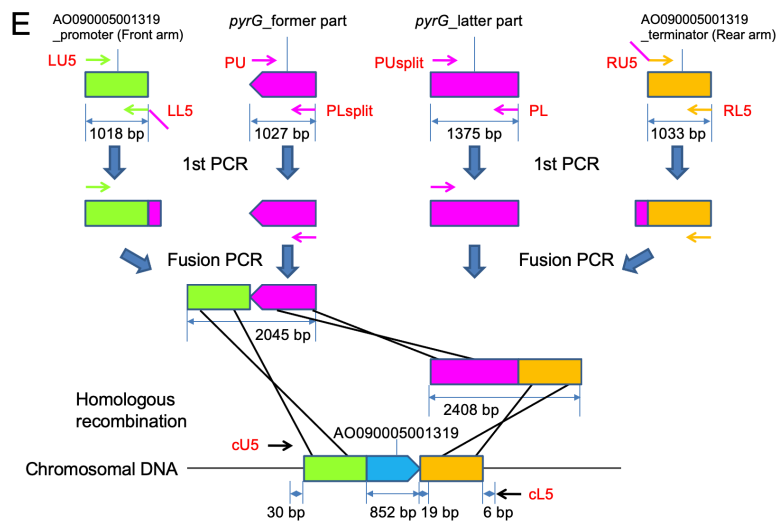 E
AO090005001319
_promoter (Front arm)
pyrG_former part
pyrG_latter part
AO090005001319
_terminator (Rear arm)
LU5
PU
PUsplit
RU5
LL5
PLsplit
PL
RL5
1018 bp
1027 bp
1375 bp
1033 bp
1st PCR
1st PCR
Fusion PCR
Fusion PCR
2045 bp
2408 bp
Homologous
recombination
AO090005001319
cU5
Chromosomal DNA
cL5
30 bp
852 bp
19 bp
6 bp